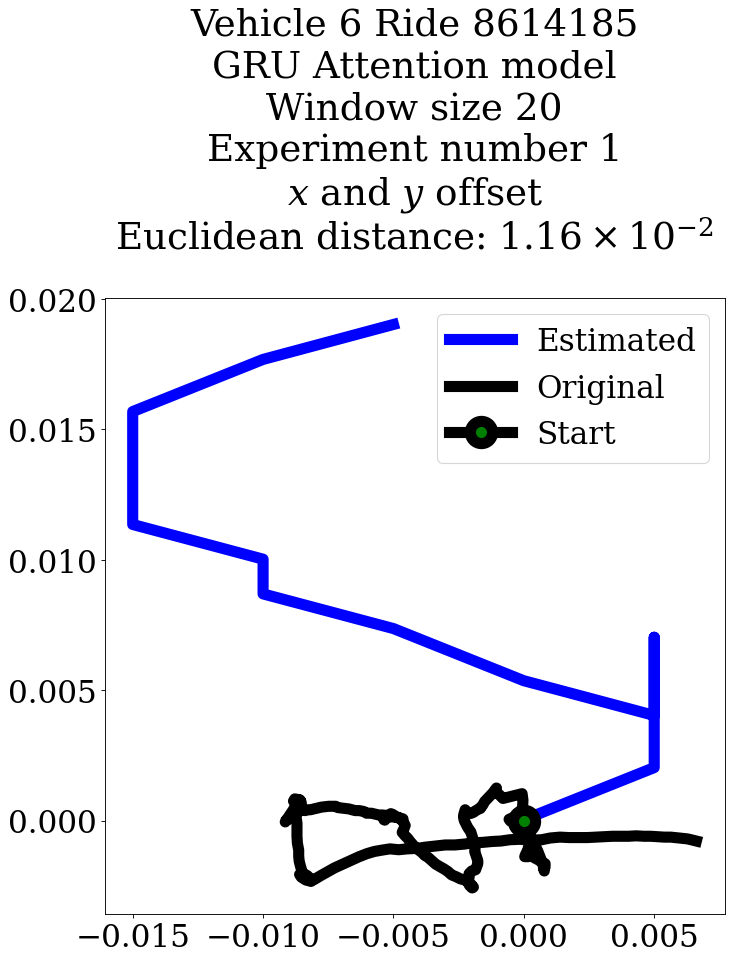 Vehicle 6 Ride 8614185
GRU Attention model
Window size 20
Experiment number 1
x and y offset
Euclidean distance: 1.16 × 10⁻²
0.020
0.015
0.010
0.005
0.000
Estimated
Original
Start
−0.015 −0.010 −0.005 0.000 0.005